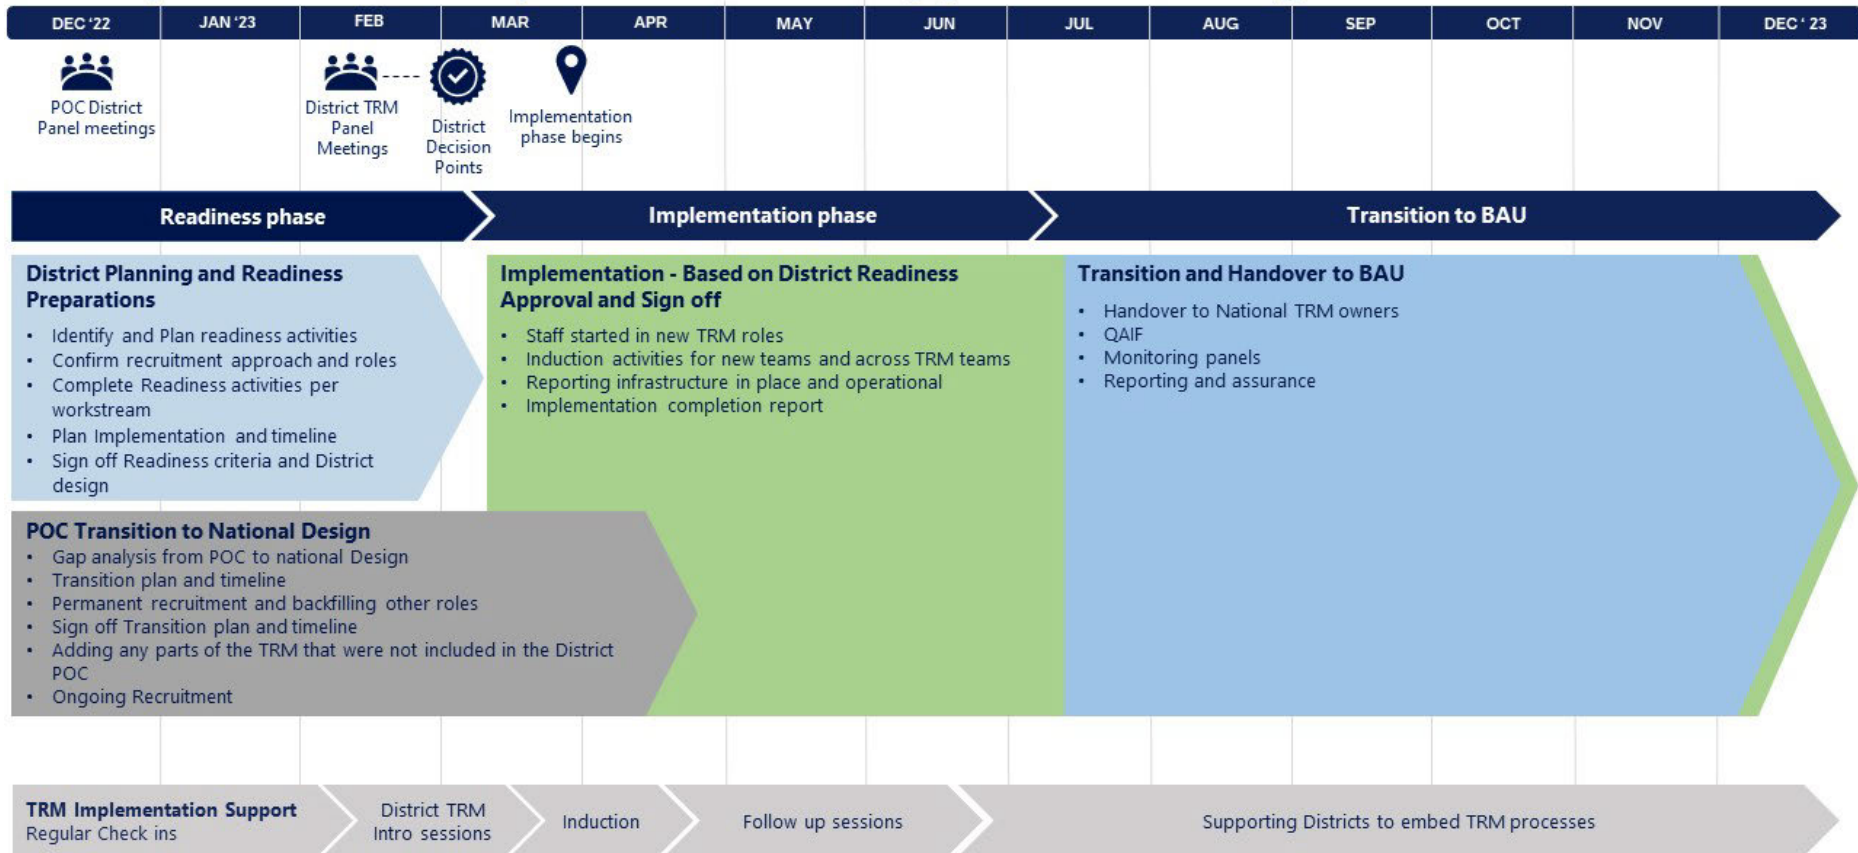 DEC ‘22 JAN ‘23 FEB MAR APR MAY JUN JUL AUG SEP OCT NOV DEC ‘ 23
POC District
Panel meetings
District TRM
Panel
Meetings
District
Decision
Points
Implementation
phase begins
Readiness phase
Implementation phase
Transition to BAU
District Planning and Readiness
Preparations
• Identify and Plan readiness activities
• Confirm recruitment approach and roles
• Complete Readiness activities per
workstream
• Plan Implementation and timeline
• Sign off Readiness criteria and District
design
Implementation - Based on District Readiness
Approval and Sign off
• Staff started in new TRM roles
• Induction activities for new teams and across TRM teams
• Reporting infrastructure in place and operational
• Implementation completion report
Transition and Handover to BAU
• Handover to National TRM owners
• QAIF
• Monitoring panels
• Reporting and assurance
POC Transition to National Design
• Gap analysis from POC to national Design
• Transition plan and timeline
• Permanent recruitment and backfilling other roles
• Sign off Transition plan and timeline
• Adding any parts of the TRM that were not included in the District
POC
• Ongoing Recruitment
TRM Implementation Support
Regular Check ins
District TRM
Intro sessions
Induction
Follow up sessions
Supporting Districts to embed TRM processes